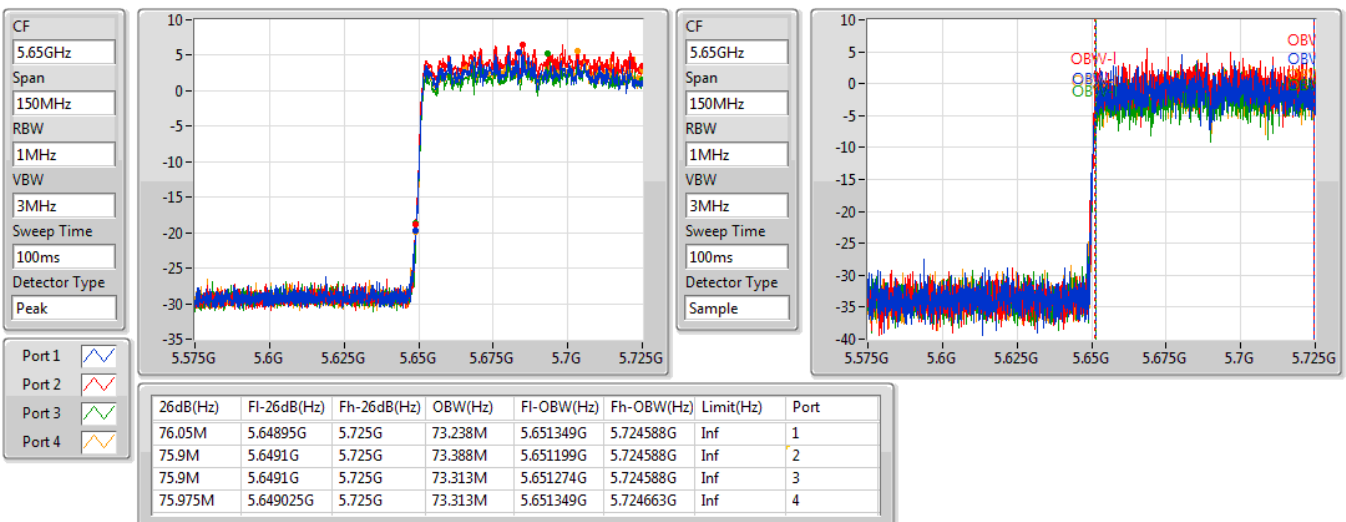 CF
5.65GHz
Span
150MHz
RBW
1MHz
VBW
3MHz
Sweep Time
100ms
Detector Type
Peak
10
5
0
-5
-10
-15
-20
-25
-30
-35
5.575G 5.6G 5.625G 5.65G 5.675G 5.7G 5.725G
CF
5.65GHz
Span
150MHz
RBW
1MHz
VBW
3MHz
Sweep Time
100ms
Detector Type
Sample
10
5
0
-5
-10
-15
-20
-25
-30
-35
-40
OBW-l
5.575G 5.6G 5.625G 5.65G 5.675G 5.7G 5.725G
Port 1
Port 2
Port 3
Port 4
26dB(Hz) Fl-26dB(Hz) Fh-26dB(Hz) OBW(Hz) Fl-OBW(Hz) Fh-OBW(Hz) Limit(Hz) Port
76.05M 5.64895G 5.725G 73.238M 5.651349G 5.724588G Inf 1
75.9M 5.6491G 5.725G 73.388M 5.651199G 5.724588G Inf 2
75.9M 5.6491G 5.725G 73.313M 5.651274G 5.724588G Inf 3
75.975M 5.649025G 5.725G 73.313M 5.651349G 5.724663G Inf 4